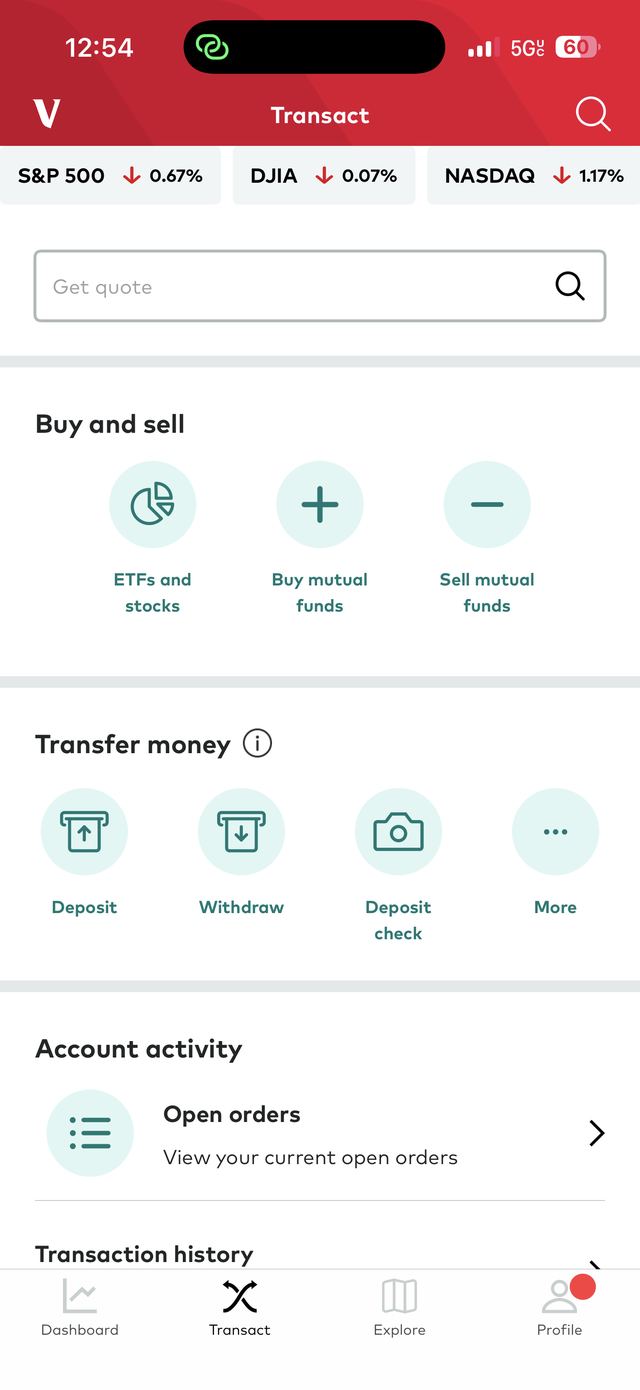 12:54
5GUC
60
V
Transact
S&P 500 0.67%
DJIA 0.07%
NASDAQ 1.17%
Get quote
Buy and sell
ETFs and
stocks
Buy mutual
funds
Sell mutual
funds
Transfer money
Deposit
Withdraw
Deposit
check
More
Account activity
Open orders
View your current open orders
Transaction history
Dashboard
Transact
Explore
Profile